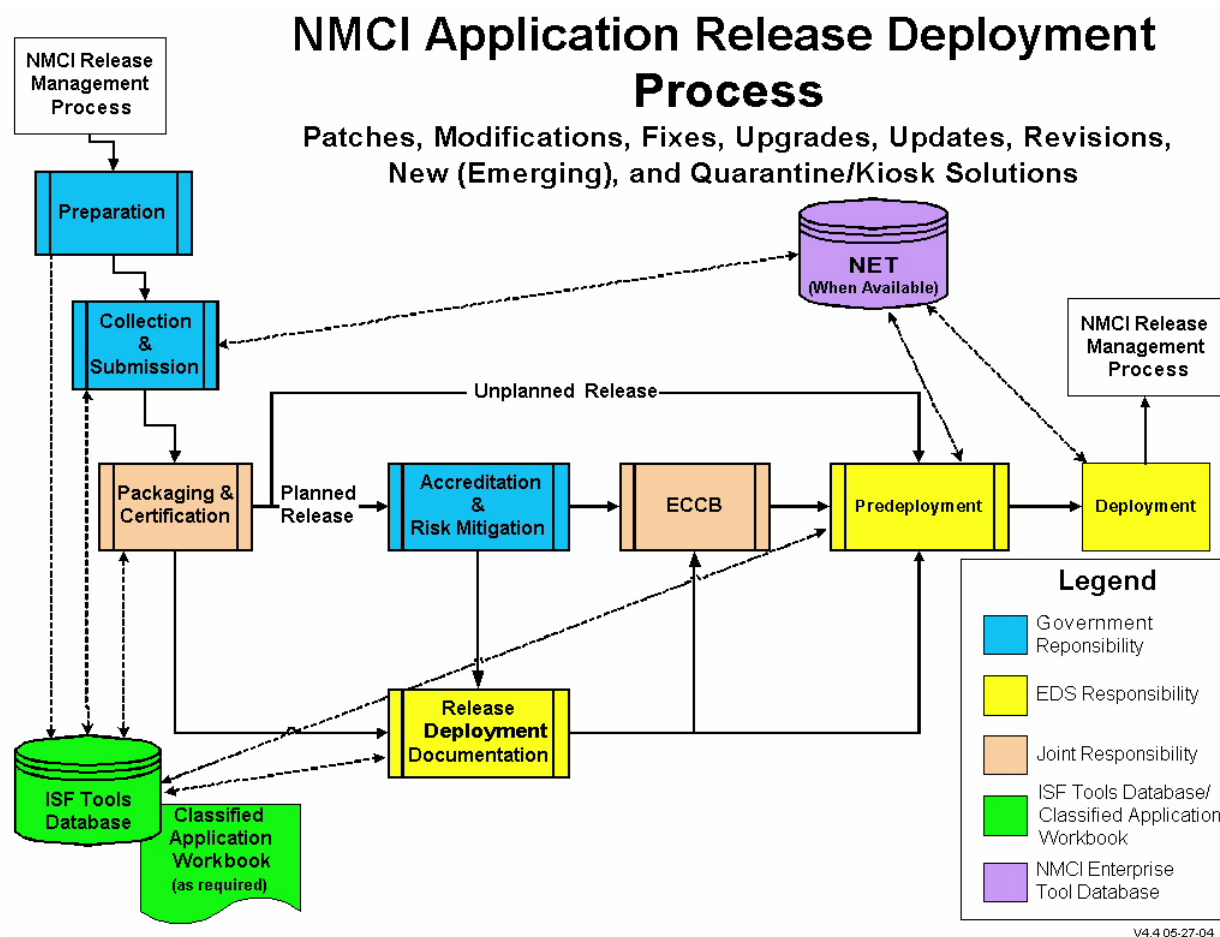 NMCI Application Release Deployment
Process
Patches, Modifications, Fixes, Upgrades, Updates, Revisions,
New (Emerging), and Quarantine/Kiosk Solutions
NMCI Release
Management
Process
Preparation
Collection
&
Submission
NET
(When Available)
NMCI Release
Management
Process
Unplanned Release
Packaging &
Certification
Planned
Release
Accreditation
&
Risk Mitigation
ECCB
Predeployment
Deployment
Release
Deployment
Documentation
ISF Tools
Database
Classified
Application
Workbook
(as required)
Legend
Government
Reponsibility
EDS Responsibility
Joint Responsibility
ISF Tools Database/
Classified Application
Workbook
NMCI Enterprise
Tool Database
V4.4 05-27-04